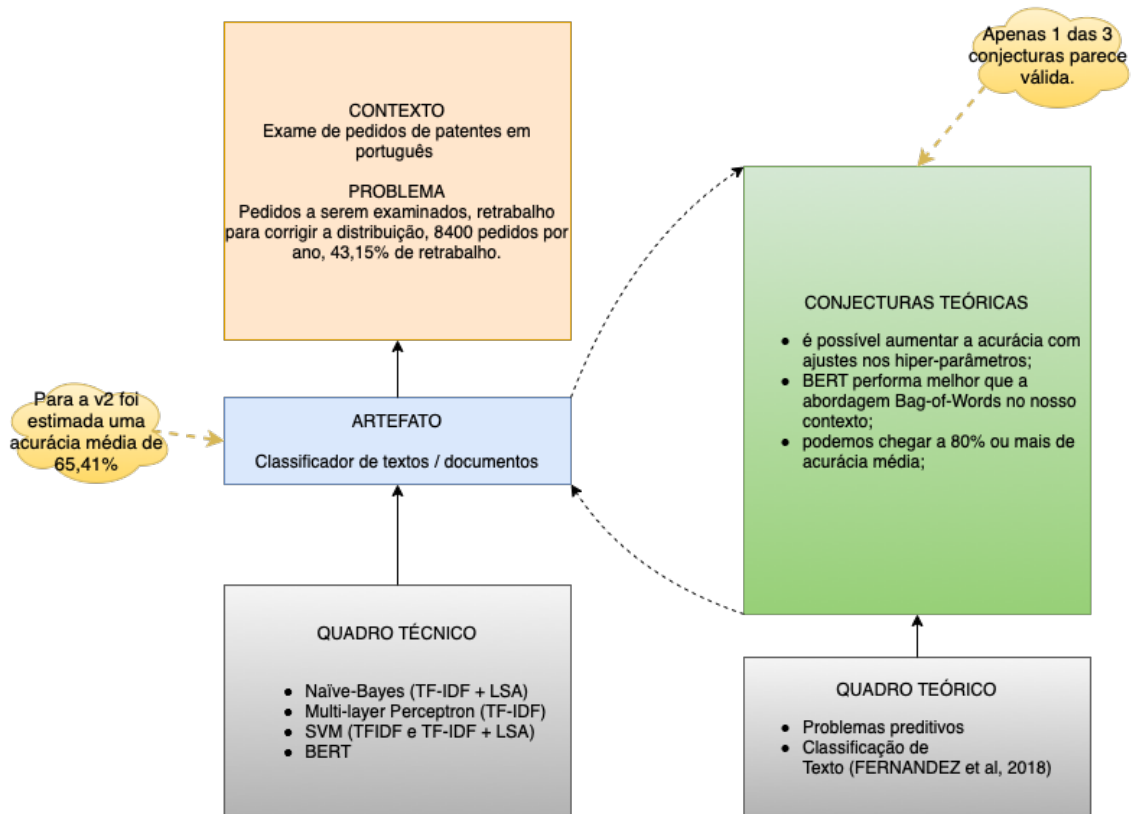 CONTEXTO
Exame de pedidos de patentes em
português
PROBLEMA
Pedidos a serem examinados, retrabalho
para corrigir a distribuição, 8400 pedidos por
ano, 43,15% de retrabalho.
Apenas 1 das 3
conjecturas parece
válida.
Para a v2 foi
estimada uma
acurácia média de
65,41%
ARTEFATO
Classificador de textos / documentos
CONJECTURAS TEÓRICAS
● é possível aumentar a acurácia com
ajustes nos hiper-parâmetros;
● BERT performa melhor que a
abordagem Bag-of-Words no nosso
contexto;
● podemos chegar a 80% ou mais de
acurácia média;
QUADRO TÉCNICO
● Naïve-Bayes (TF-IDF + LSA)
● Multi-layer Perceptron (TF-IDF)
● SVM (TFIDF e TF-IDF + LSA)
● BERT
QUADRO TEÓRICO
● Problemas preditivos
● Classificação de
Texto (FERNANDEZ et al, 2018)